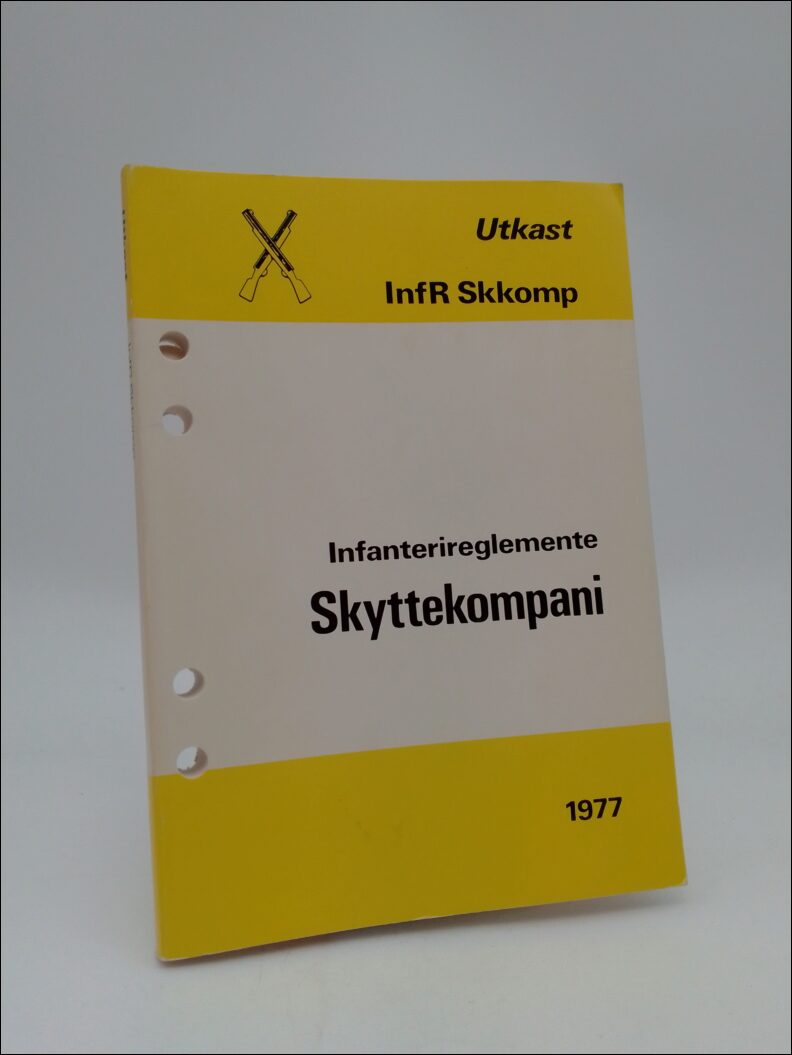 Utkast
InfR Skkomp
Infanterireglemente
Skyttekompani
1977